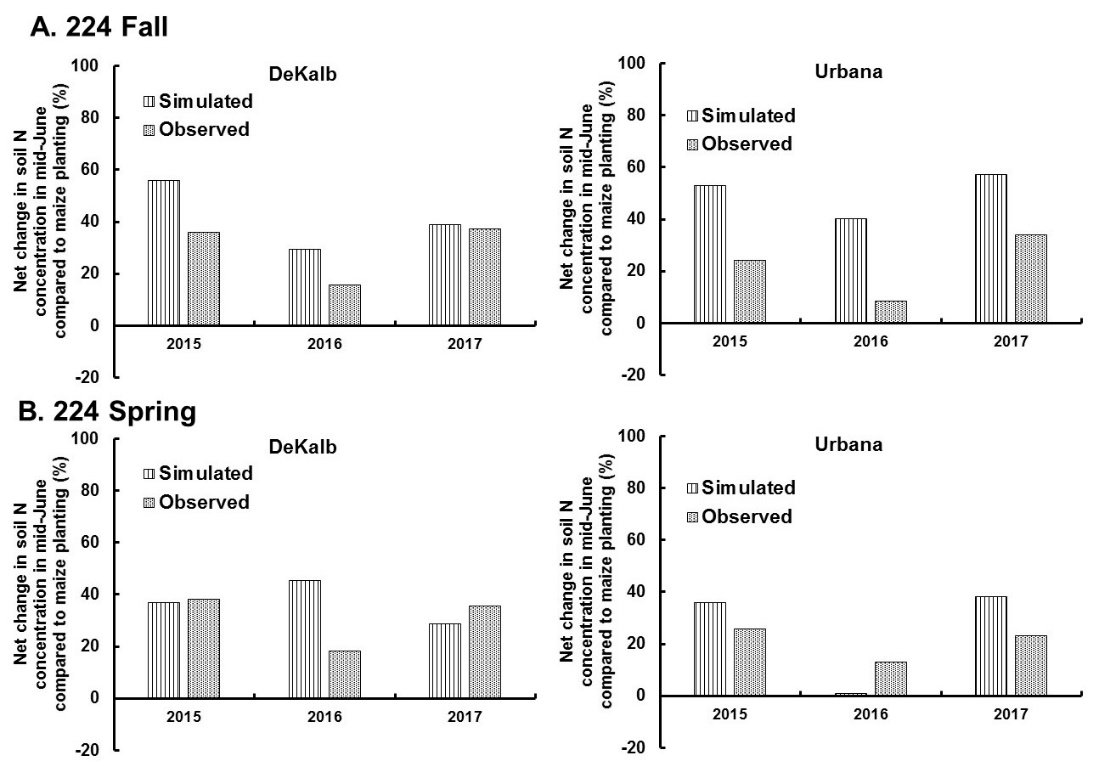 A. 224 Fall
DeKalb
Simulated
Observed
Net change in soil N
concentration in mid-June
compared to maize planting (%)
100
80
60
40
20
0
-20
2015 2016 2017
Urbana
Simulated
Observed
Net change in soil N
concentration in mid-June
compared to maize planting (%)
100
80
60
40
20
0
-20
2015 2016 2017
B. 224 Spring
DeKalb
Simulated
Observed
Net change in soil N
concentration in mid-June
compared to maize planting (%)
100
80
60
40
20
0
-20
2015 2016 2017
Urbana
Simulated
Observed
Net change in soil N
concentration in mid-June
compared to maize planting (%)
100
80
60
40
20
0
-20
2015 2016 2017